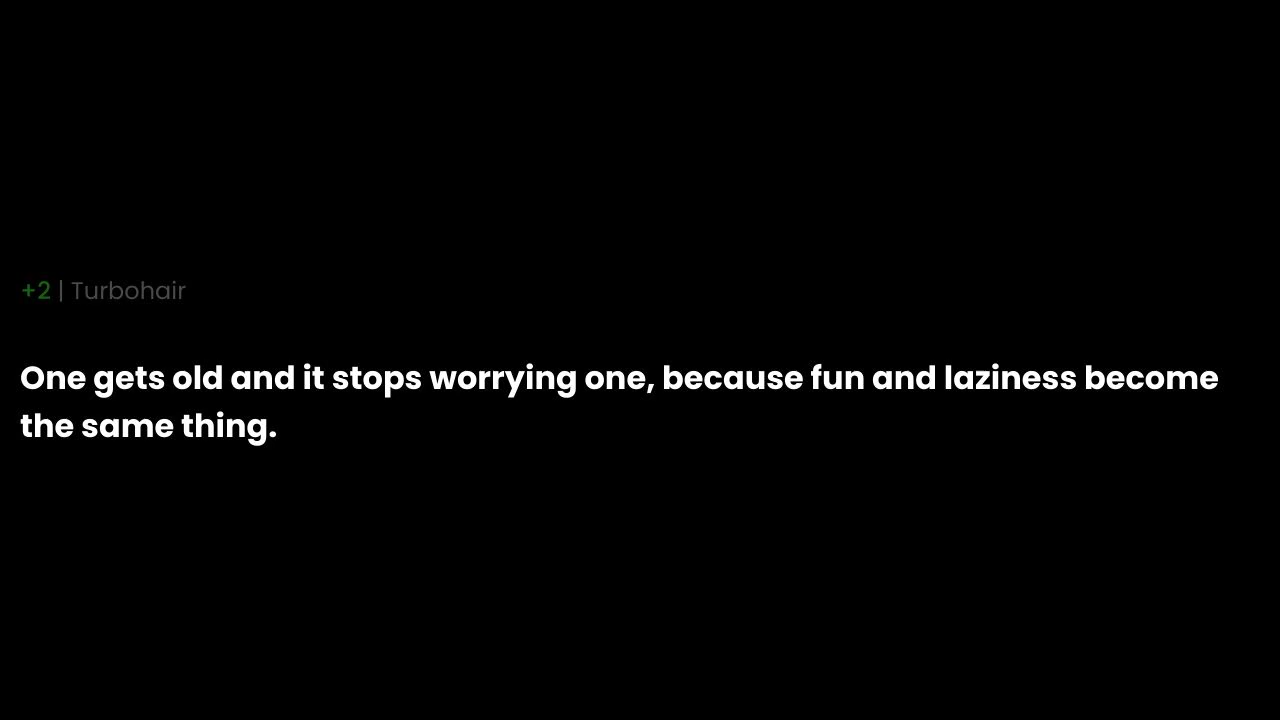 +2 | Turbohair
One gets old and it stops worrying one, because fun and laziness become
the same thing.